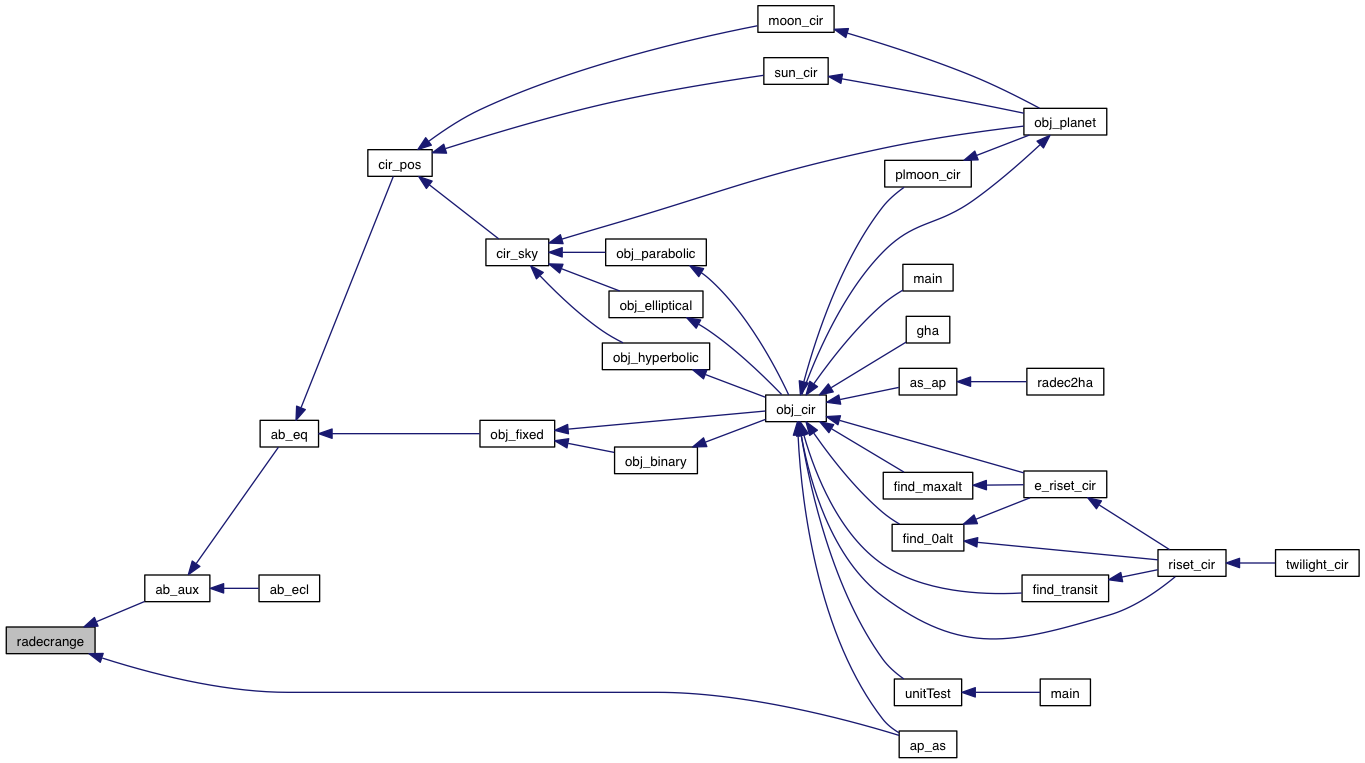 moon_cir
sun_cir
obj_planet
cir_pos
plmoon_cir
cir_sky
obj_parabolic
main
obj_elliptical
gha
obj_hyperbolic
as_ap
radec2ha
obj_cir
ab_eq
obj_fixed
obj_binary
find_maxalt
e_riset_cir
find_0alt
riset_cir
twilight_cir
ab_aux
ab_ecl
find_transit
radecrange
unitTest
main
ap_as